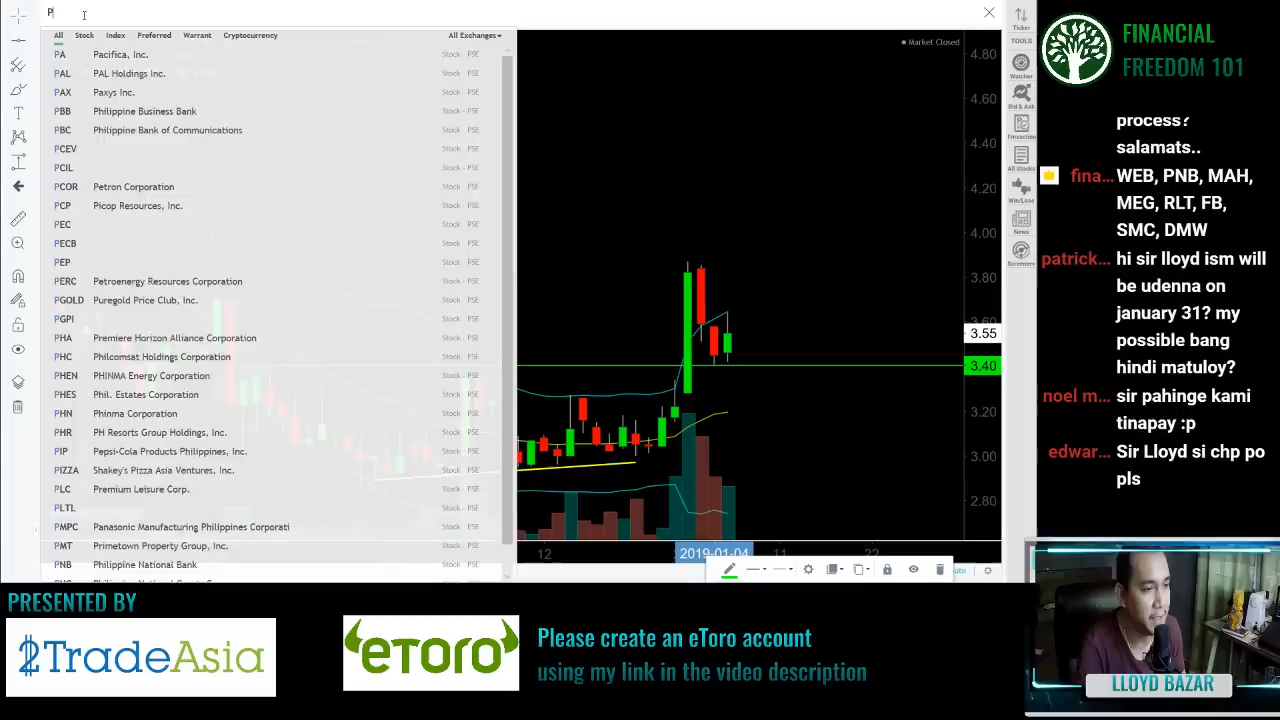 P
All Stock Index Preferred Warrant Cryptocurrency All Exchanges
PA Pacifica, Inc. Stock - PSE
PAL PAL Holdings Inc. Stock - PSE
PAX Paxys Inc. Stock - PSE
PBB Philippine Business Bank Stock - PSE
PBC Philippine Bank of Communications Stock - PSE
PCEV Stock - PSE
PCIL Stock - PSE
PCOR Petron Corporation Stock - PSE
PCP Picop Resources, Inc. Stock - PSE
PEC Stock - PSE
PECB Stock - PSE
PEP Stock - PSE
PERC Petroenergy Resources Corporation Stock - PSE
PGOLD Puregold Price Club, Inc. Stock - PSE
PGPI Stock - PSE
PHA Premiere Horizon Alliance Corporation Stock - PSE
PHC Philcomsat Holdings Corporation Stock - PSE
PHEN PHINMA Energy Corporation Stock - PSE
PHES Phil. Estates Corporation Stock - PSE
PHN Phinma Corporation Stock - PSE
PHR PH Resorts Group Holdings, Inc. Stock - PSE
PIP Pepsi-Cola Products Philippines, Inc. Stock - PSE
PIZZA Shakey's Pizza Asia Ventures, Inc. Stock - PSE
PLC Premium Leisure Corp. Stock - PSE
PLTL Stock - PSE
PMPC Panasonic Manufacturing Philippines Corporati Stock - PSE
PMT Primetown Property Group, Inc. Stock - PSE
PNB Philippine National Bank Stock - PSE
Market Closed
4.80
4.60
4.40
4.20
4.00
3.80
3.55
3.40
3.20
3.00
2.80
12 2019-01-04 11 22
Ticker
TOOLS
Watcher
Bid & Ask
All Stocks
Win/Lose
News
Screeners
FINANCIAL
FREEDOM 101
process?
salamats..
fina... WEB, PNB, MAH,
MEG, RLT, FB,
SMC, DMW
patrick... hi sir lloyd ism will
be udenna on
january 31? my
possible bang
hindi matuloy?
noel m... sir pahinge kami
tinapay :p
edwar... Sir Lloyd si chp po
pls
LLOYD BAZAR
PRESENTED BY
2TradeAsia
eTORO
Please create an eToro account
using my link in the video description